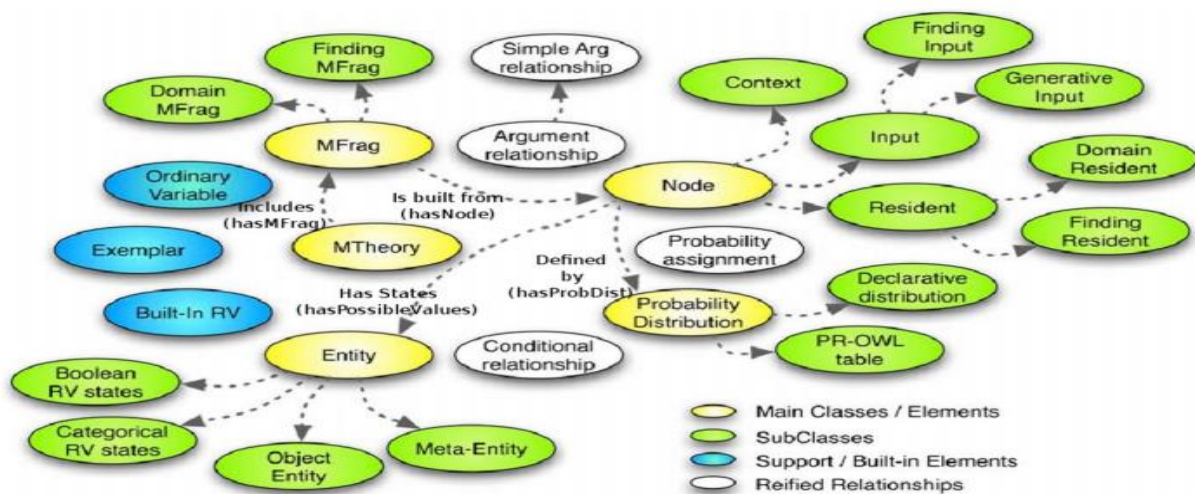 Finding
Input
Finding
MFrag
Simple Arg
relationship
Context
Generative
Input
Domain
MFrag
Input
MFrag
Argument
relationship
Domain
Resident
Ordinary
Variable
Is built from
(hasNode)
Node
Resident
Includes
(hasMFrag)
Finding
Resident
Exemplar
MTheory
Probability
assignment
Defined
by
(hasProbDist)
Declarative
distribution
Has States
(hasPossibleValues)
Built-In RV
Probability
Distribution
PR-OWL
table
Entity
Conditional
relationship
Boolean
RV states
Categorical
RV states
Object
Entity
Meta-Entity
Main Classes / Elements
SubClasses
Support / Built-in Elements
Reified Relationships